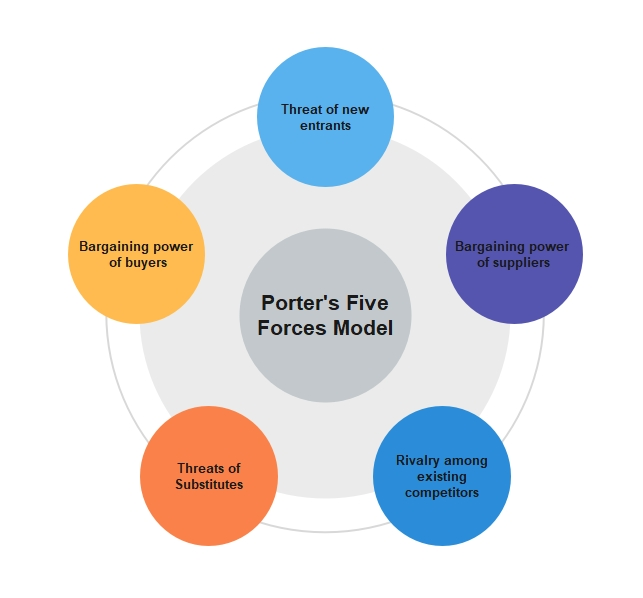 Threat of new
entrants
Bargaining power
of buyers
Bargaining power
of suppliers
Porter's Five
Forces Model
Threats of
Substitutes
Rivalry among
existing
competitors